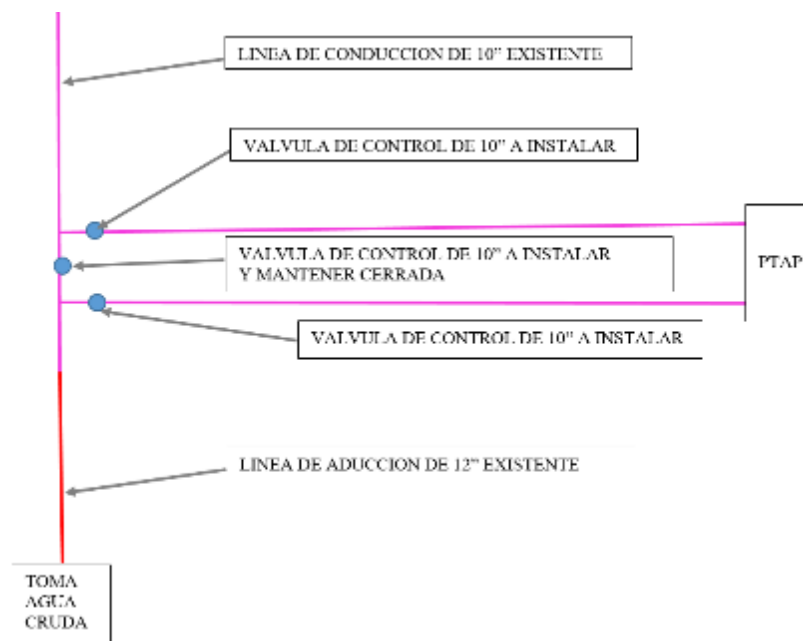 LINEA DE CONDUCCION DE 10" EXISTENTE
VALVULA DE CONTROL DE 10" A INSTALAR
VALVULA DE CONTROL DE 10" A INSTALAR
Y MANTENER CERRADA
PTAP
VALVULA DE CONTROL DE 10" A INSTALAR
LINEA DE ADUCCION DE 12" EXISTENTE
TOMA
AGUA
CRUDA